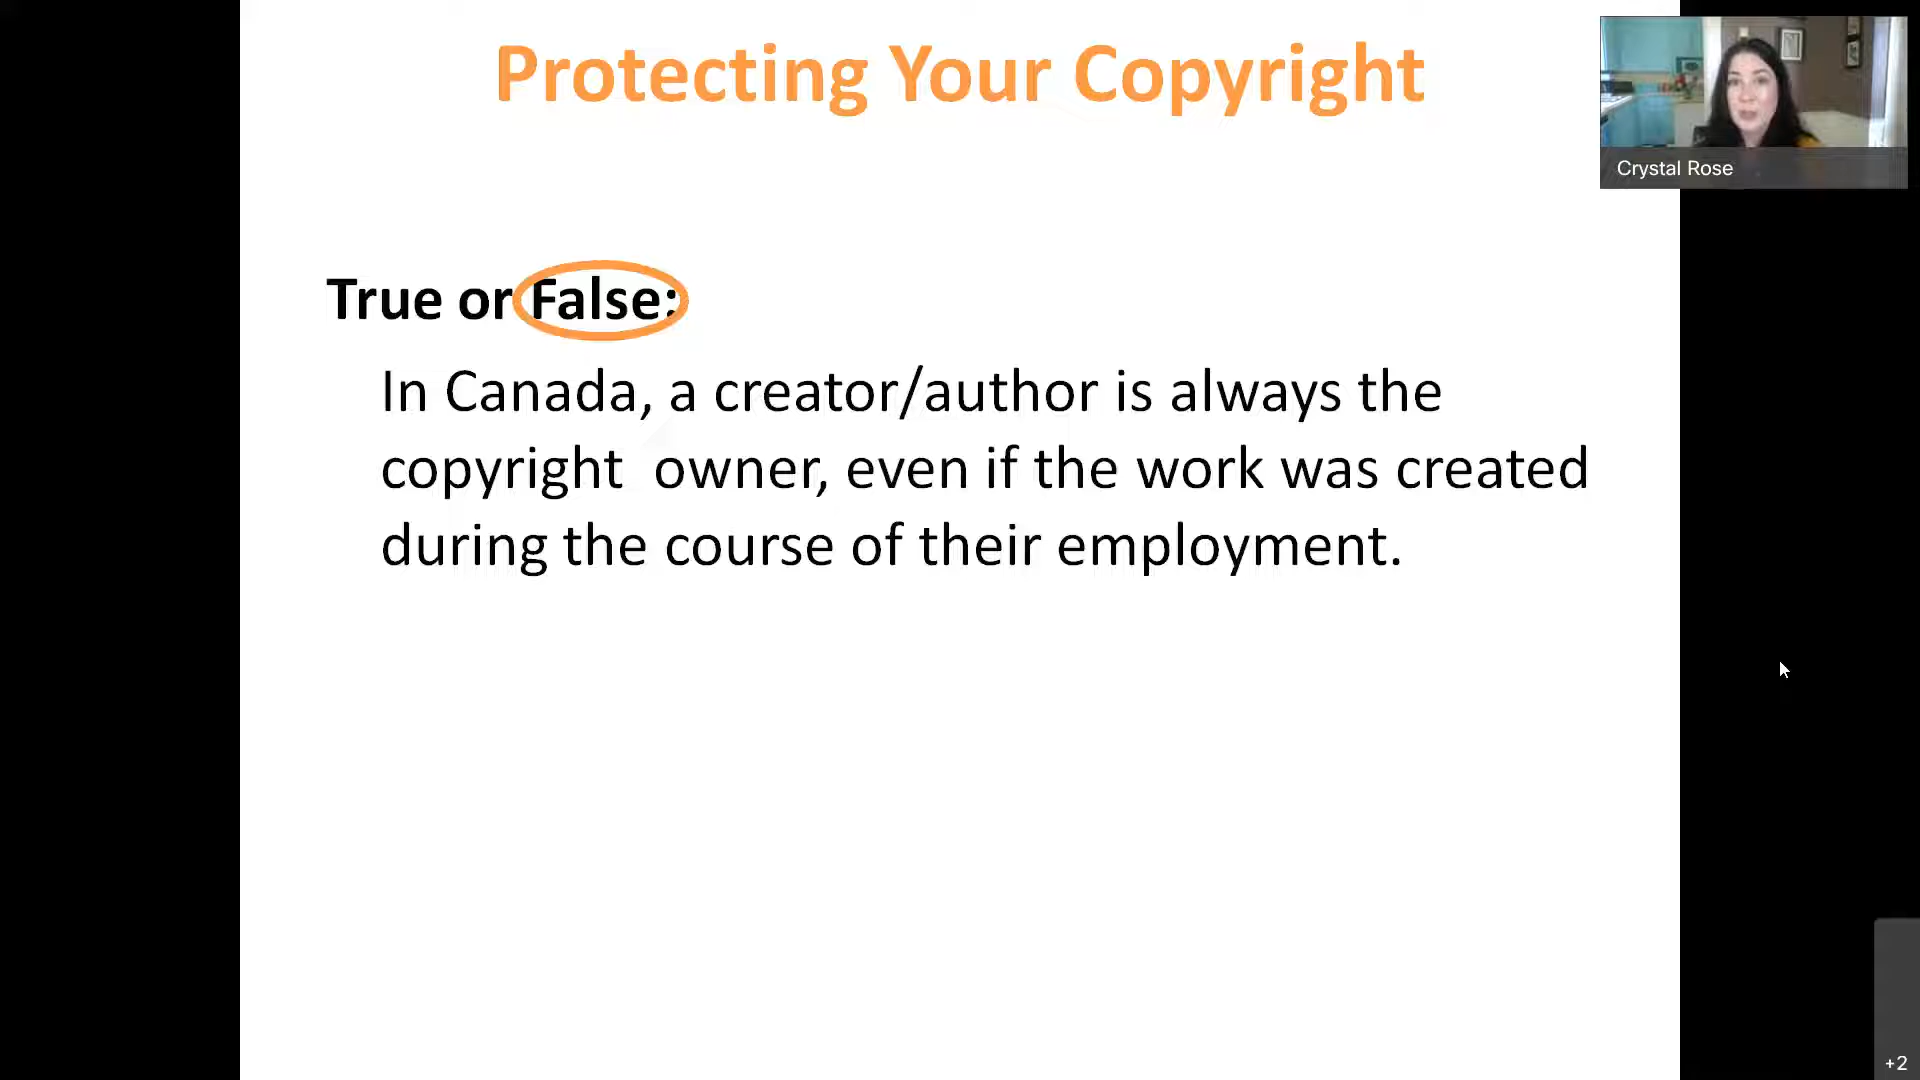 Protecting Your Copyright
Crystal Rose
True or False:
In Canada, a creator/author is always the
copyright  owner, even if the work was created
during the course of their employment.
+2